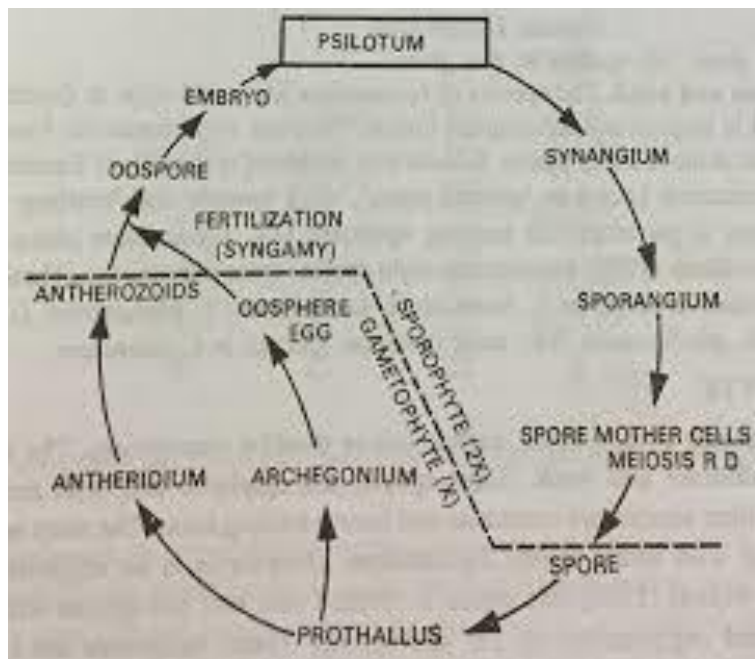 PSILOTUM
EMBRYO
SYNANGIUM
OOSPORE
FERTILIZATION
(SYNGAMY)
ANTHEROZOIDS
OOSPHERE
EGG
SPORANGIUM
SPOROPHYTE (2X)
GAMETOPHYTE (X)
SPORE MOTHER CELLS
MEIOSIS R D
ANTHERIDIUM
ARCHEGONIUM
SPORE
PROTHALLUS